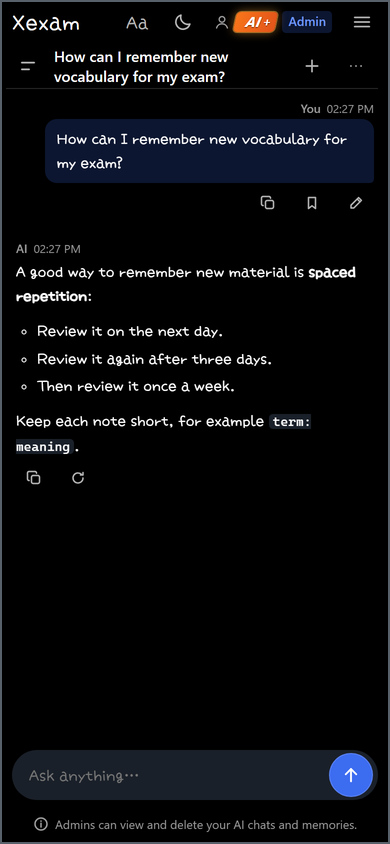 Xexam
Aa
AI+
Admin
How can I remember new
vocabulary for my exam?
You 02:27 PM
How can I remember new vocabulary for
my exam?
AI 02:27 PM
A good way to remember new material is spaced
repetition:
Review it on the next day.
Review it again after three days.
Then review it once a week.
Keep each note short, for example term:
meaning.
Ask anything...
Admins can view and delete your AI chats and memories.